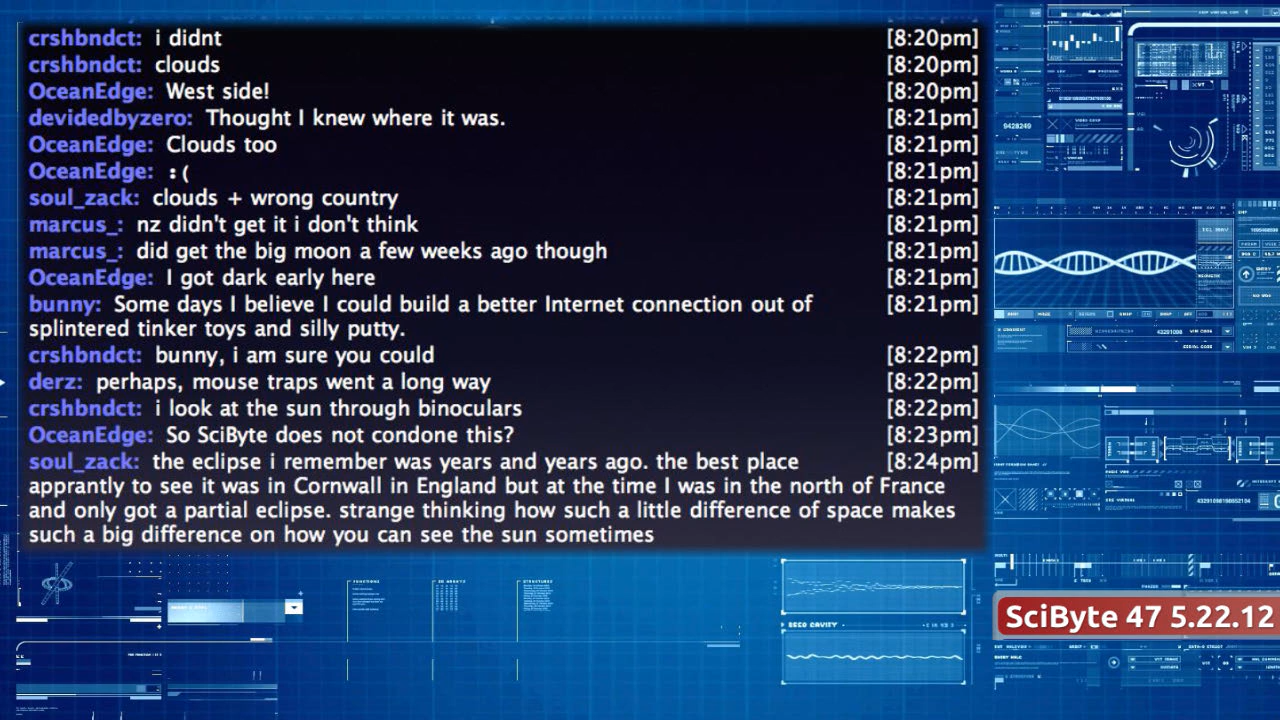 crshbndct: i didnt [8:20pm]
crshbndct: clouds [8:20pm]
OceanEdge: West side! [8:20pm]
devidedbyzero: Thought I knew where it was. [8:21pm]
OceanEdge: Clouds too [8:21pm]
OceanEdge: :( [8:21pm]
soul_zack: clouds + wrong country [8:21pm]
marcus_: nz didn't get it i don't think [8:21pm]
marcus_: did get the big moon a few weeks ago though [8:21pm]
OceanEdge: I got dark early here [8:21pm]
bunny: Some days I believe I could build a better Internet connection out of [8:21pm]
splintered tinker toys and silly putty.
crshbndct: bunny, i am sure you could [8:22pm]
derz: perhaps, mouse traps went a long way [8:22pm]
crshbndct: i look at the sun through binoculars [8:22pm]
OceanEdge: So SciByte does not condone this? [8:23pm]
soul_zack: the eclipse i remember was years and years ago. the best place [8:24pm]
apprantly to see it was in Cornwall in England but at the time I was in the north of France
and only got a partial eclipse. strange thinking how such a little difference of space makes
such a big difference on how you can see the sun sometimes
9428249
SciByte 47 5.22.12